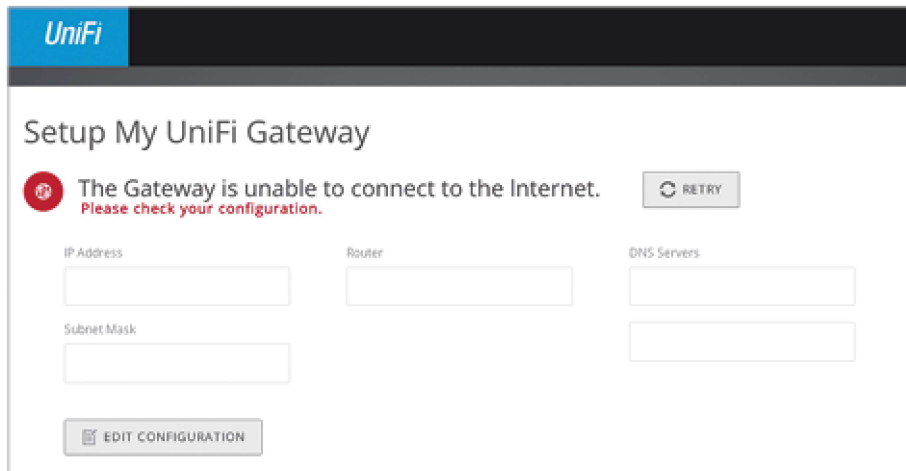 UniFi
Setup My UniFi Gateway
The Gateway is unable to connect to the Internet.
Please check your configuration.
RETRY
IP Address
Router
DNS Servers
Subnet Mask
EDIT CONFIGURATION